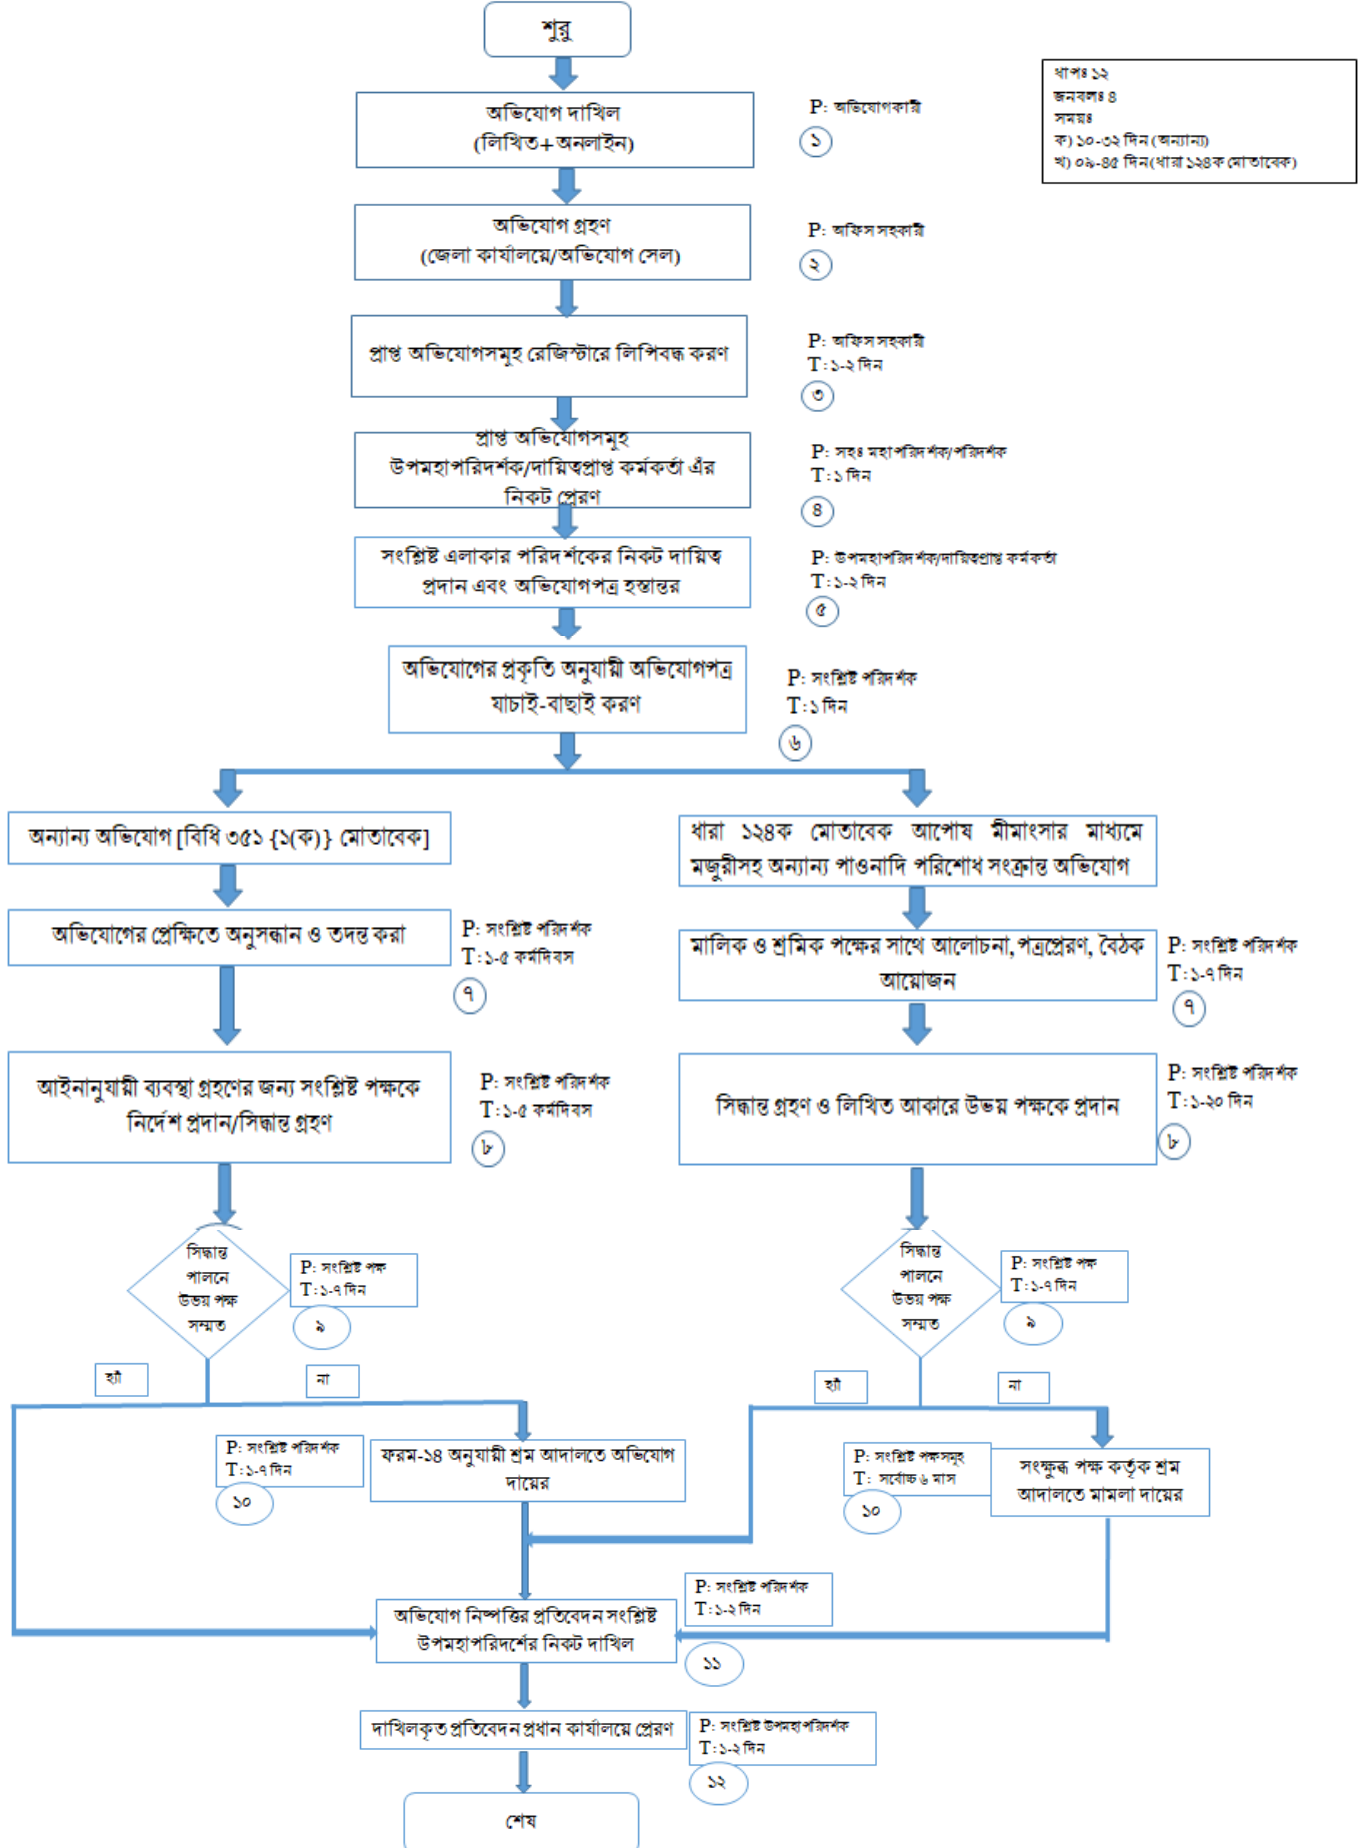 শুরু
ধাপঃ ১২
জনবলঃ ৪
সময়ঃ
ক) ১০-৩২ দিন (অন্যান্য)
খ) ০৯-৪৫ দিন (ধারা ১২৪ক মোতাবেক)
অভিযোগ দাখিল
(লিখিত+অনলাইন)
P: অভিযোগকারী
১
অভিযোগ গ্রহণ
(জেলা কার্যালয়ে/অভিযোগ সেল)
P: অফিস সহকারী
২
প্রাপ্ত অভিযোগসমূহ রেজিস্টারে লিপিবদ্ধ করণ
P: অফিস সহকারী
T:১-২ দিন
৩
প্রাপ্ত অভিযোগসমূহ
উপমহাপরিদর্শক/দায়িত্বপ্রাপ্ত কর্মকর্তা এঁর
নিকট প্রেরণ
P: সহঃ মহাপরিদর্শক/পরিদর্শক
T:১ দিন
৪
সংশ্লিষ্ট এলাকার পরিদর্শকের নিকট দায়িত্ব
প্রদান এবং অভিযোগপত্র হস্তান্তর
P: উপমহাপরিদর্শক/দায়িত্বপ্রাপ্ত কর্মকর্তা
T:১-২ দিন
৫
অভিযোগের প্রকৃতি অনুযায়ী অভিযোগপত্র
যাচাই-বাছাই করণ
P: সংশ্লিষ্ট পরিদর্শক
T:১ দিন
৬
অন্যান্য অভিযোগ [বিধি ৩৫১ {১(ক)} মোতাবেক]
ধারা ১২৪ক মোতাবেক আপোষ মীমাংসার মাধ্যমে
মজুরীসহ অন্যান্য পাওনাদি পরিশোধ সংক্রান্ত অভিযোগ
অভিযোগের প্রেক্ষিতে অনুসন্ধান ও তদন্ত করা
P: সংশ্লিষ্ট পরিদর্শক
T:১-৫ কর্মদিবস
৭
মালিক ও শ্রমিক পক্ষের সাথে আলোচনা,পত্রপ্রেরণ, বৈঠক
আয়োজন
P: সংশ্লিষ্ট পরিদর্শক
T:১-৭ দিন
৭
আইনানুযায়ী ব্যবস্থা গ্রহণের জন্য সংশ্লিষ্ট পক্ষকে
নির্দেশ প্রদান/সিদ্ধান্ত গ্রহণ
P: সংশ্লিষ্ট পরিদর্শক
T:১-৫ কর্মদিবস
৮
সিদ্ধান্ত গ্রহণ ও লিখিত আকারে উভয় পক্ষকে প্রদান
P: সংশ্লিষ্ট পরিদর্শক
T:১-২০ দিন
৮
সিদ্ধান্ত
পালনে
উভয় পক্ষ
সম্মত
P: সংশ্লিষ্ট পক্ষ
T:১-৭ দিন
৯
সিদ্ধান্ত
পালনে
উভয় পক্ষ
সম্মত
P: সংশ্লিষ্ট পক্ষ
T:১-৭ দিন
৯
হ্যাঁ
না
হ্যাঁ
না
P: সংশ্লিষ্ট পরিদর্শক
T:১-৭ দিন
১০
ফরম-১৪ অনুযায়ী শ্রম আদালতে অভিযোগ
দায়ের
P: সংশ্লিষ্ট পক্ষসমূহ
T: সর্বোচ্চ ৬ মাস
১০
সংক্ষুব্ধ পক্ষ কর্তৃক শ্রম
আদালতে মামলা দায়ের
অভিযোগ নিষ্পত্তির প্রতিবেদন সংশ্লিষ্ট
উপমহাপরিদর্শের নিকট দাখিল
P: সংশ্লিষ্ট পরিদর্শক
T:১-২ দিন
১১
দাখিলকৃত প্রতিবেদন প্রধান কার্যালয়ে প্রেরণ
P: সংশ্লিষ্ট উপমহাপরিদর্শক
T:১-২ দিন
১২
শেষ